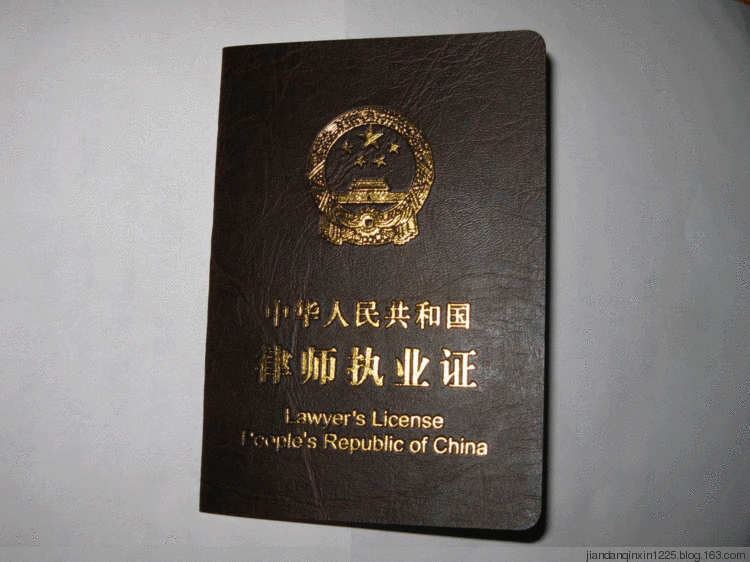 中华人民共和国
律师执业证
Lawyer's License
People's Republic of China
jiandanqinxin1225.blog.163.com